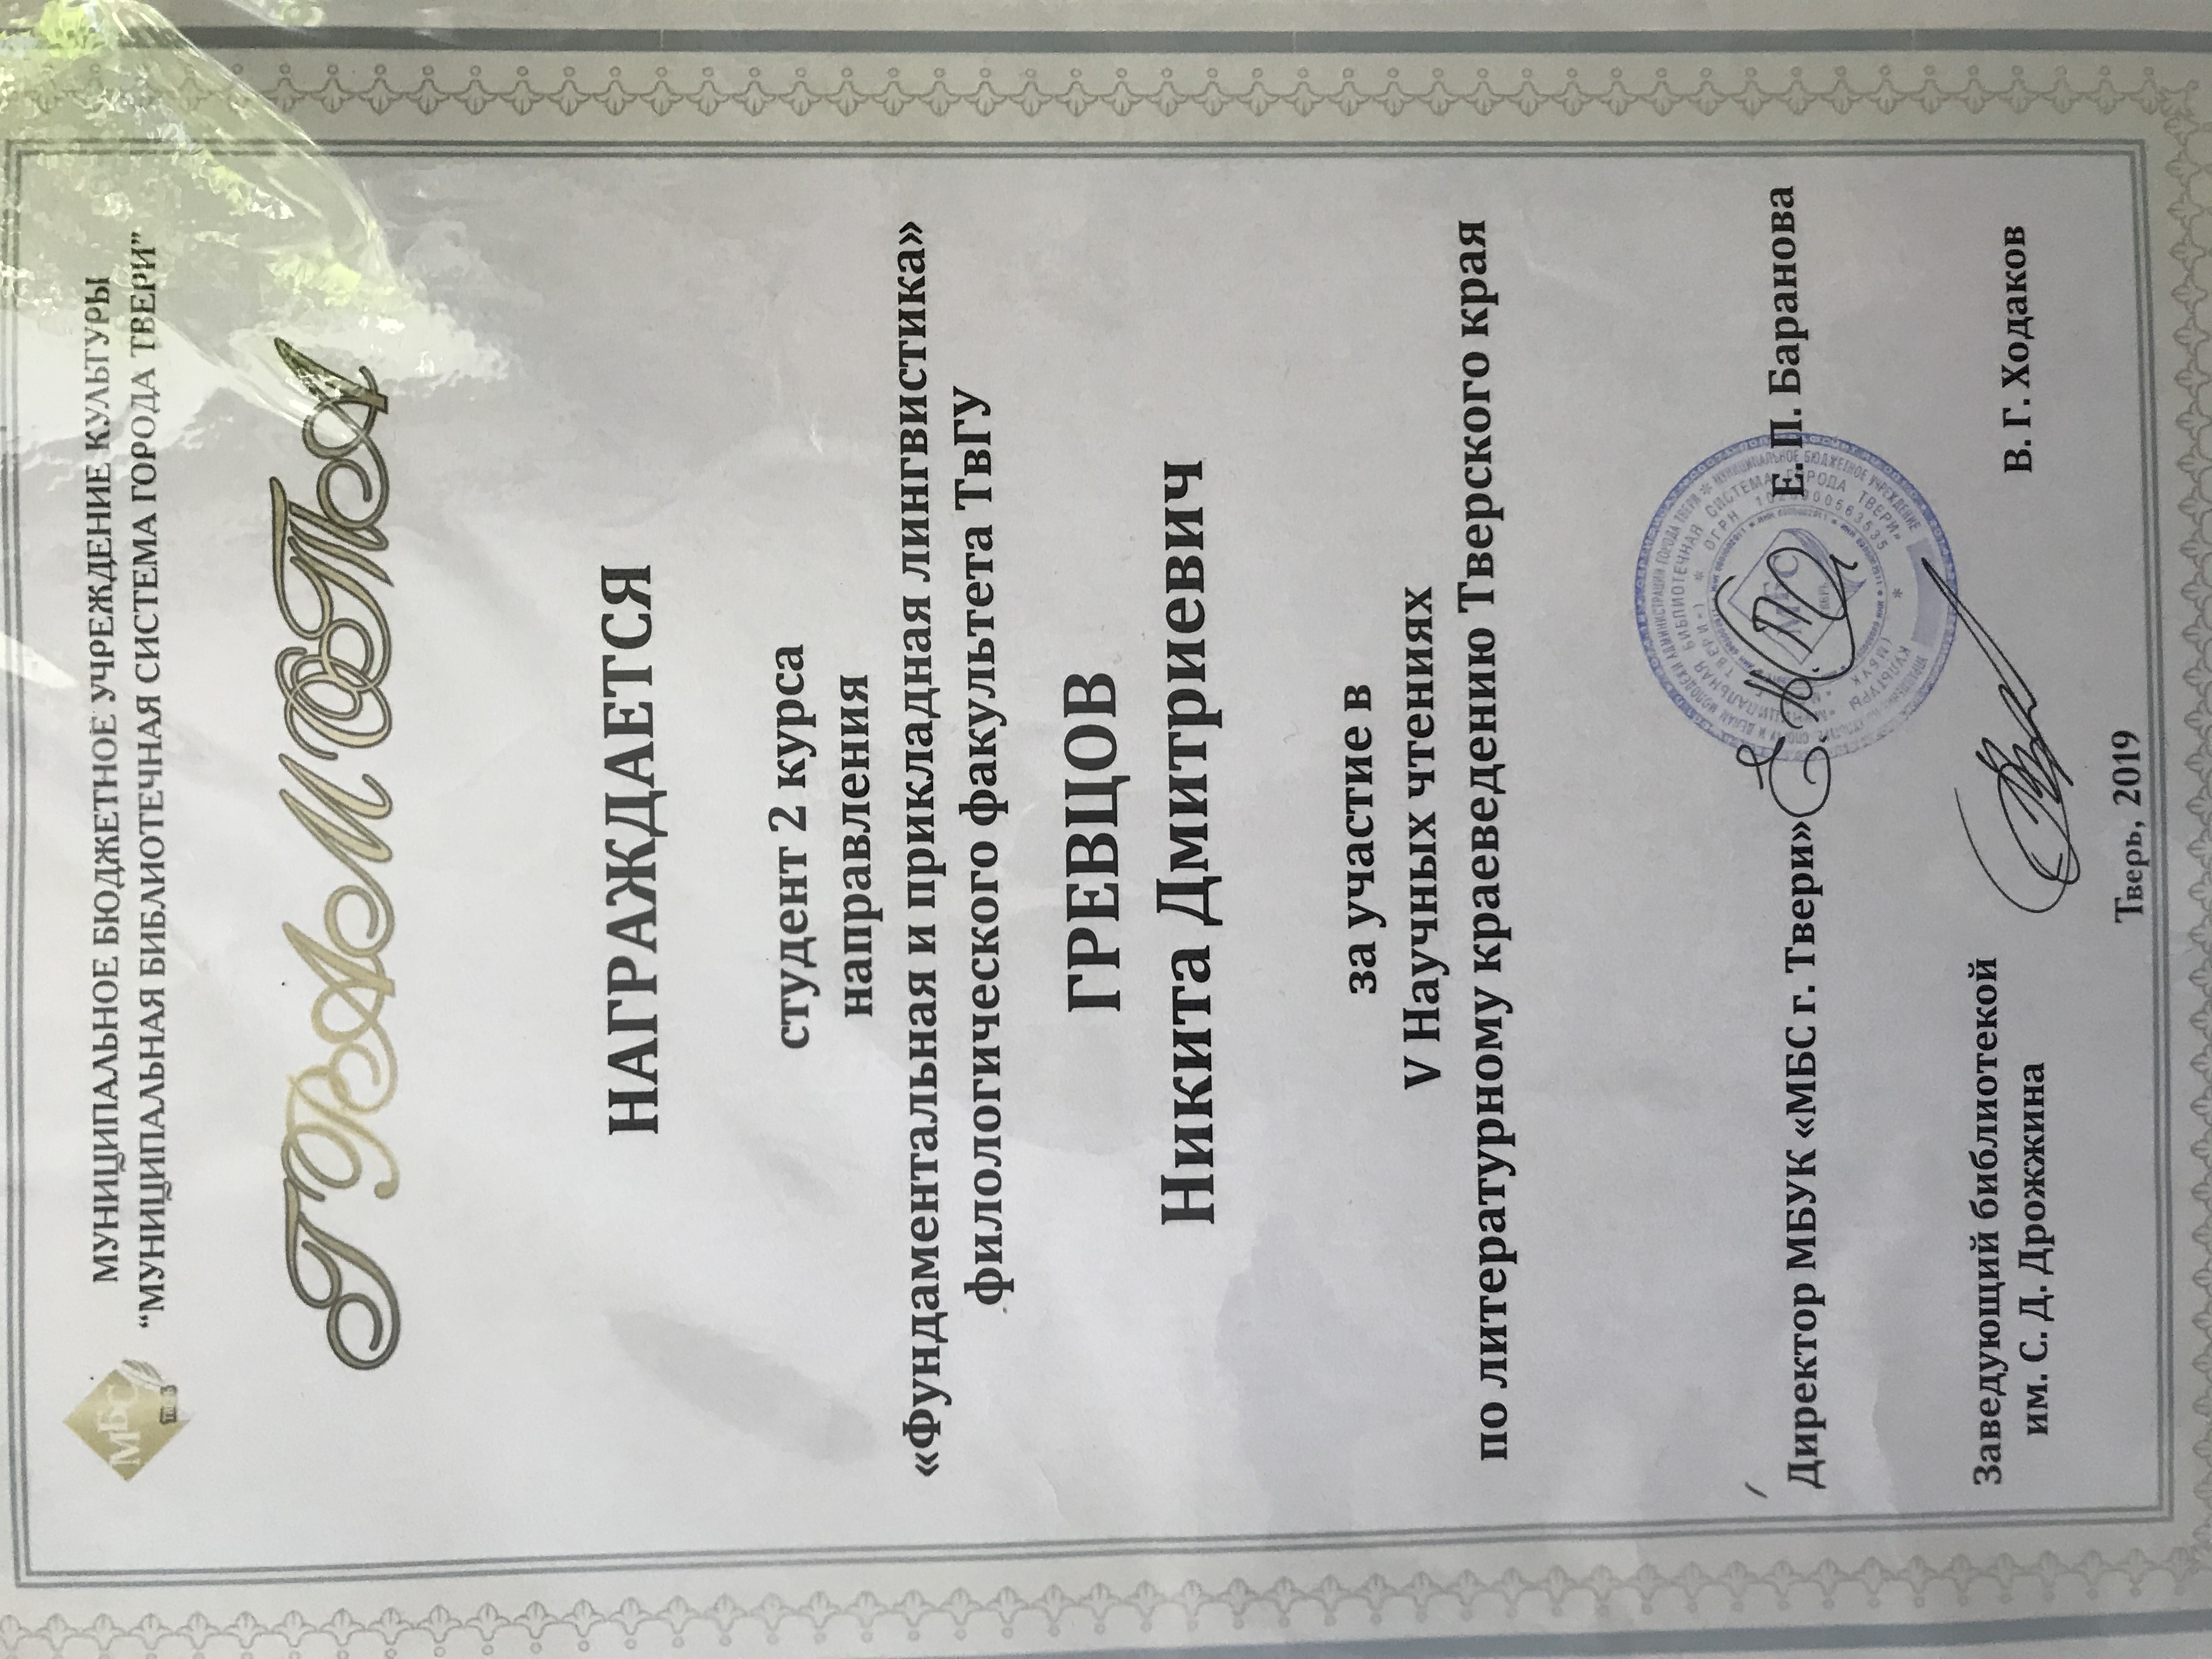 МБС
ТВЕРЬ
МУНИЦИПАЛЬНОЕ БЮДЖЕТНОЕ УЧРЕЖДЕНИЕ КУЛЬТУРЫ
“МУНИЦИПАЛЬНАЯ БИБЛИОТЕЧНАЯ СИСТЕМА ГОРОДА ТВЕРИ”
ГРАМОТА
НАГРАЖДАЕТСЯ
студент 2 курса
направления
«Фундаментальная и прикладная лингвистика»
филологического факультета ТвГУ
ГРЕВЦОВ
Никита Дмитриевич
за участие в
V Научных чтениях
по литературному краеведению Тверского края
Директор МБУК «МБС г. Твери» Е. П. Баранова
Заведующий библиотекой
им. С. Д. Дрожжина В. Г. Ходаков
Тверь, 2019